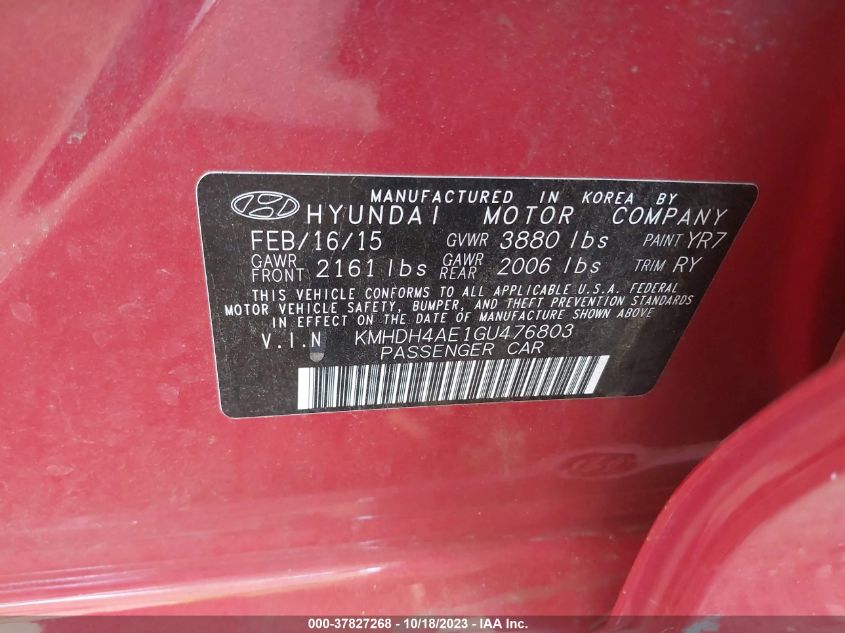 MANUFACTURED IN KOREA BY
HYUNDAI MOTOR COMPANY
FEB/16/15 GVWR 3880 lbs PAINT YR7
GAWR FRONT 2161 lbs GAWR REAR 2006 lbs TRIM RY
THIS VEHICLE CONFORMS TO ALL APPLICABLE U.S.A. FEDERAL
MOTOR VEHICLE SAFETY, BUMPER, AND THEFT PREVENTION STANDARDS
IN EFFECT ON THE DATE OF MANUFACTURE SHOWN ABOVE
V.I.N KMHDH4AE1GU476803
PASSENGER CAR
000-37827268 - 10/18/2023 - IAAI.com